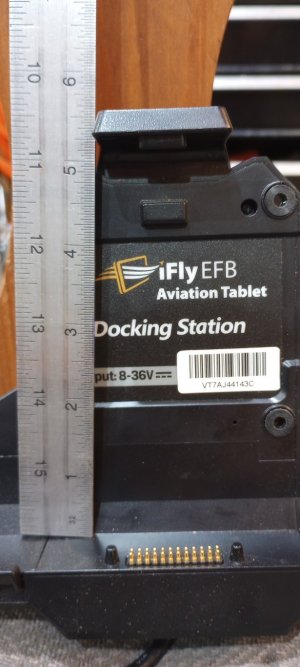 10
11
12
13
14
15
6
5
4
3
2
1
32
iFly EFB
Aviation Tablet
Docking Station
put: 8-36V⎓
VT7AJ44143C